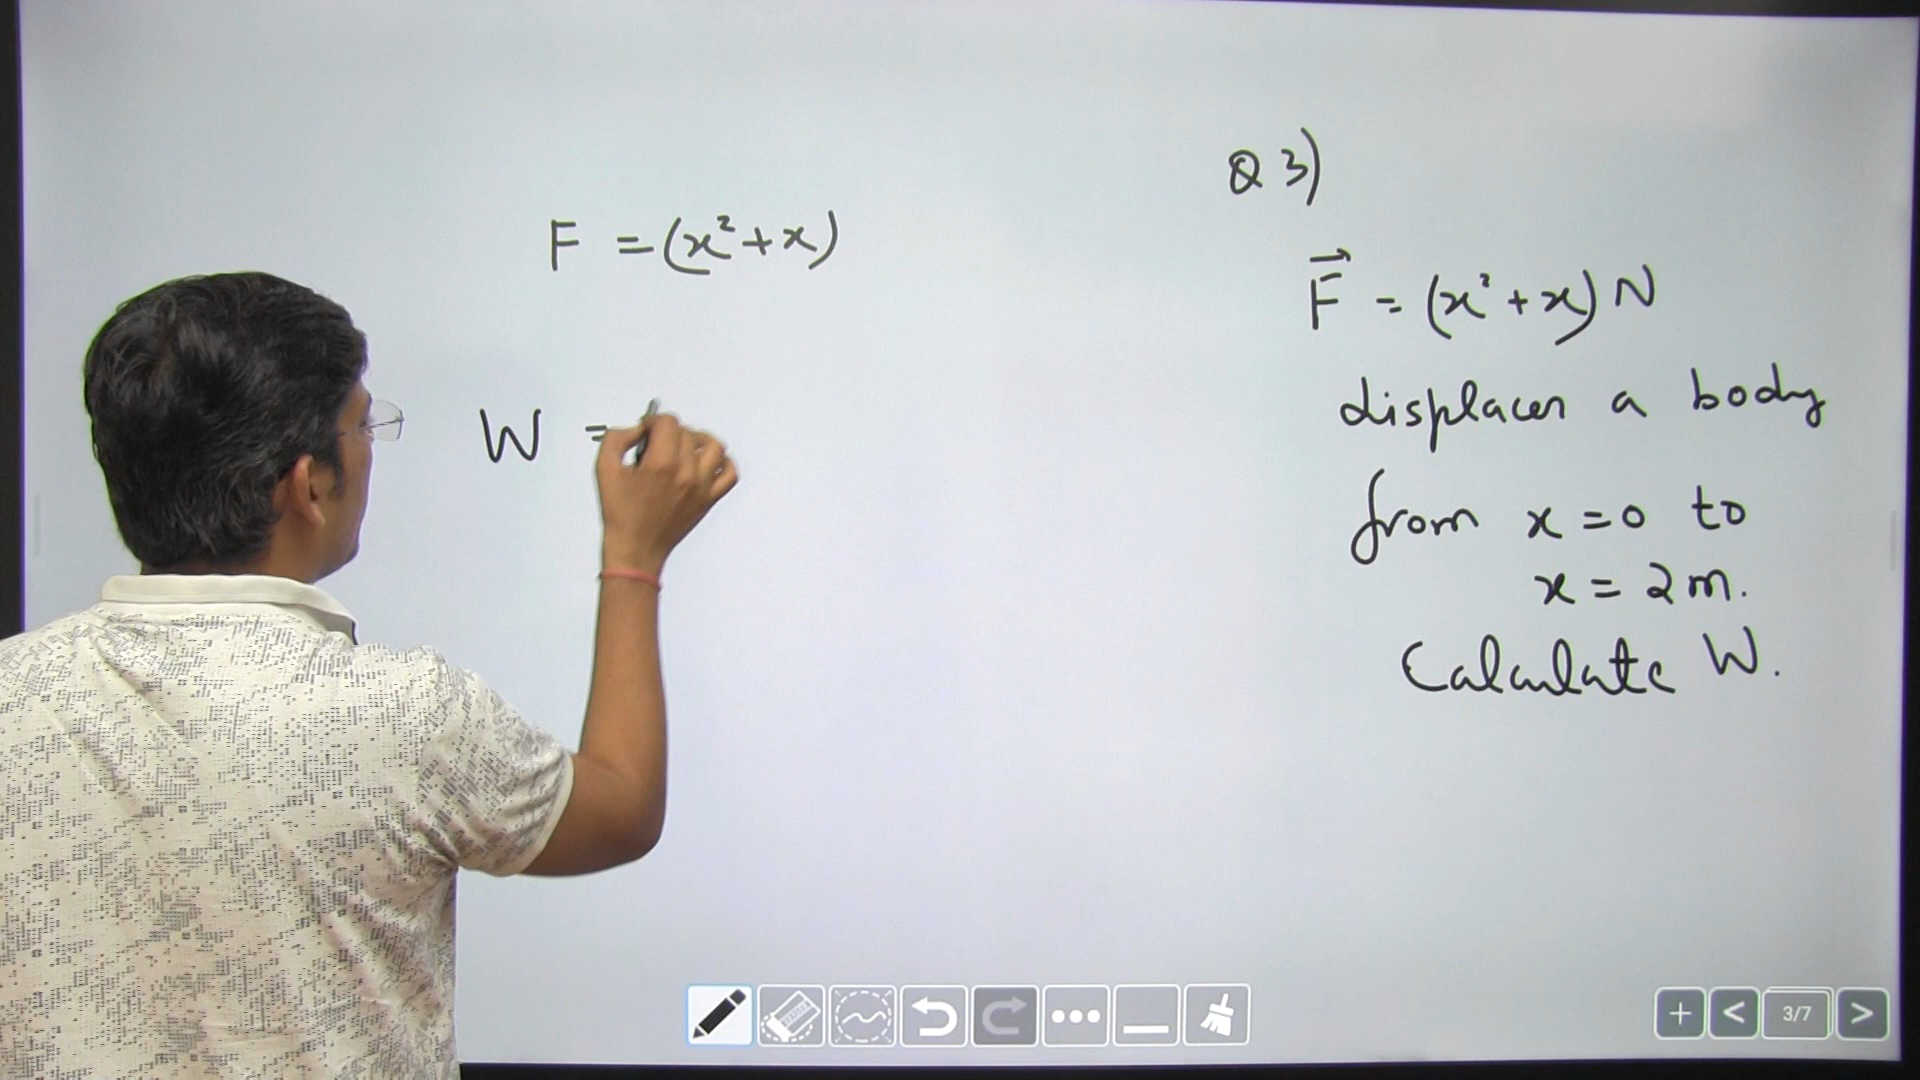 F = (x² + x)
W =
Q 3)
F⃗ = (x² + x) N
displaces a body
from x = 0 to
x = 2 m.
Calculate W.
3/7